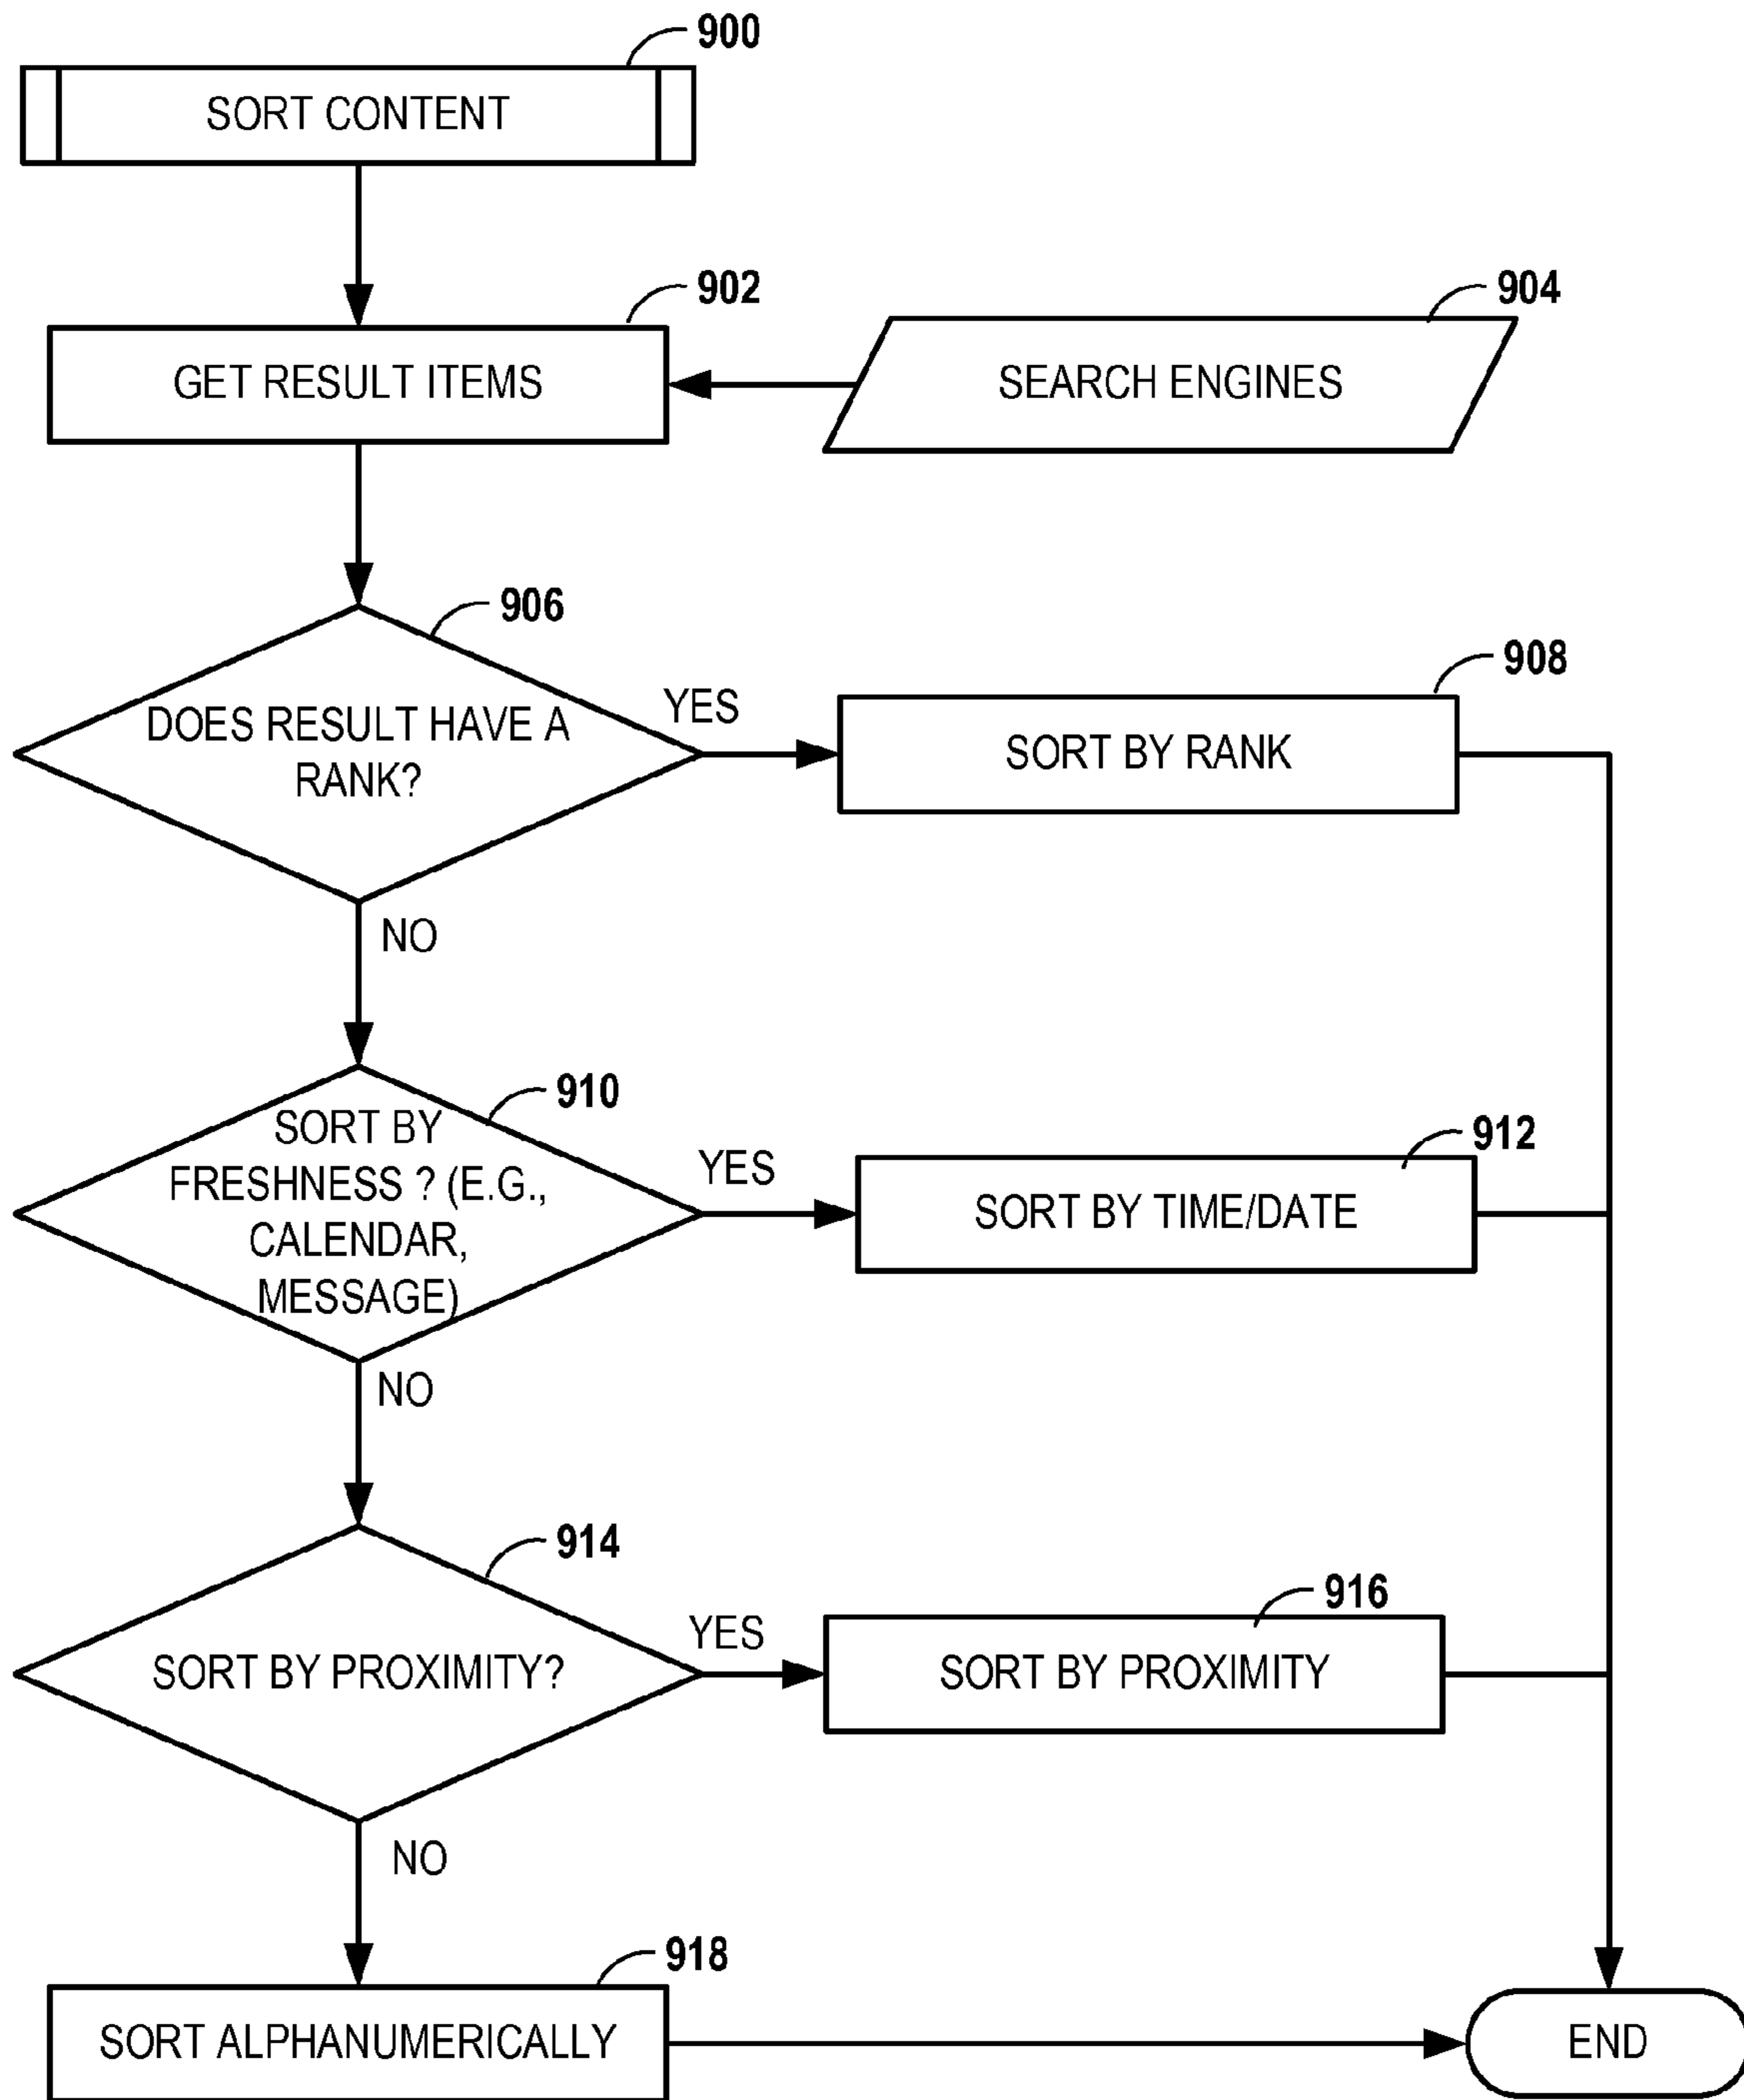 900
SORT CONTENT
902
904
GET RESULT ITEMS
SEARCH ENGINES
906
908
DOES RESULT HAVE A
RANK?
YES
SORT BY RANK
NO
910
912
SORT BY
FRESHNESS ? (E.G.,
CALENDAR,
MESSAGE)
YES
SORT BY TIME/DATE
NO
914
916
SORT BY PROXIMITY?
YES
SORT BY PROXIMITY
NO
918
SORT ALPHANUMERICALLY
END